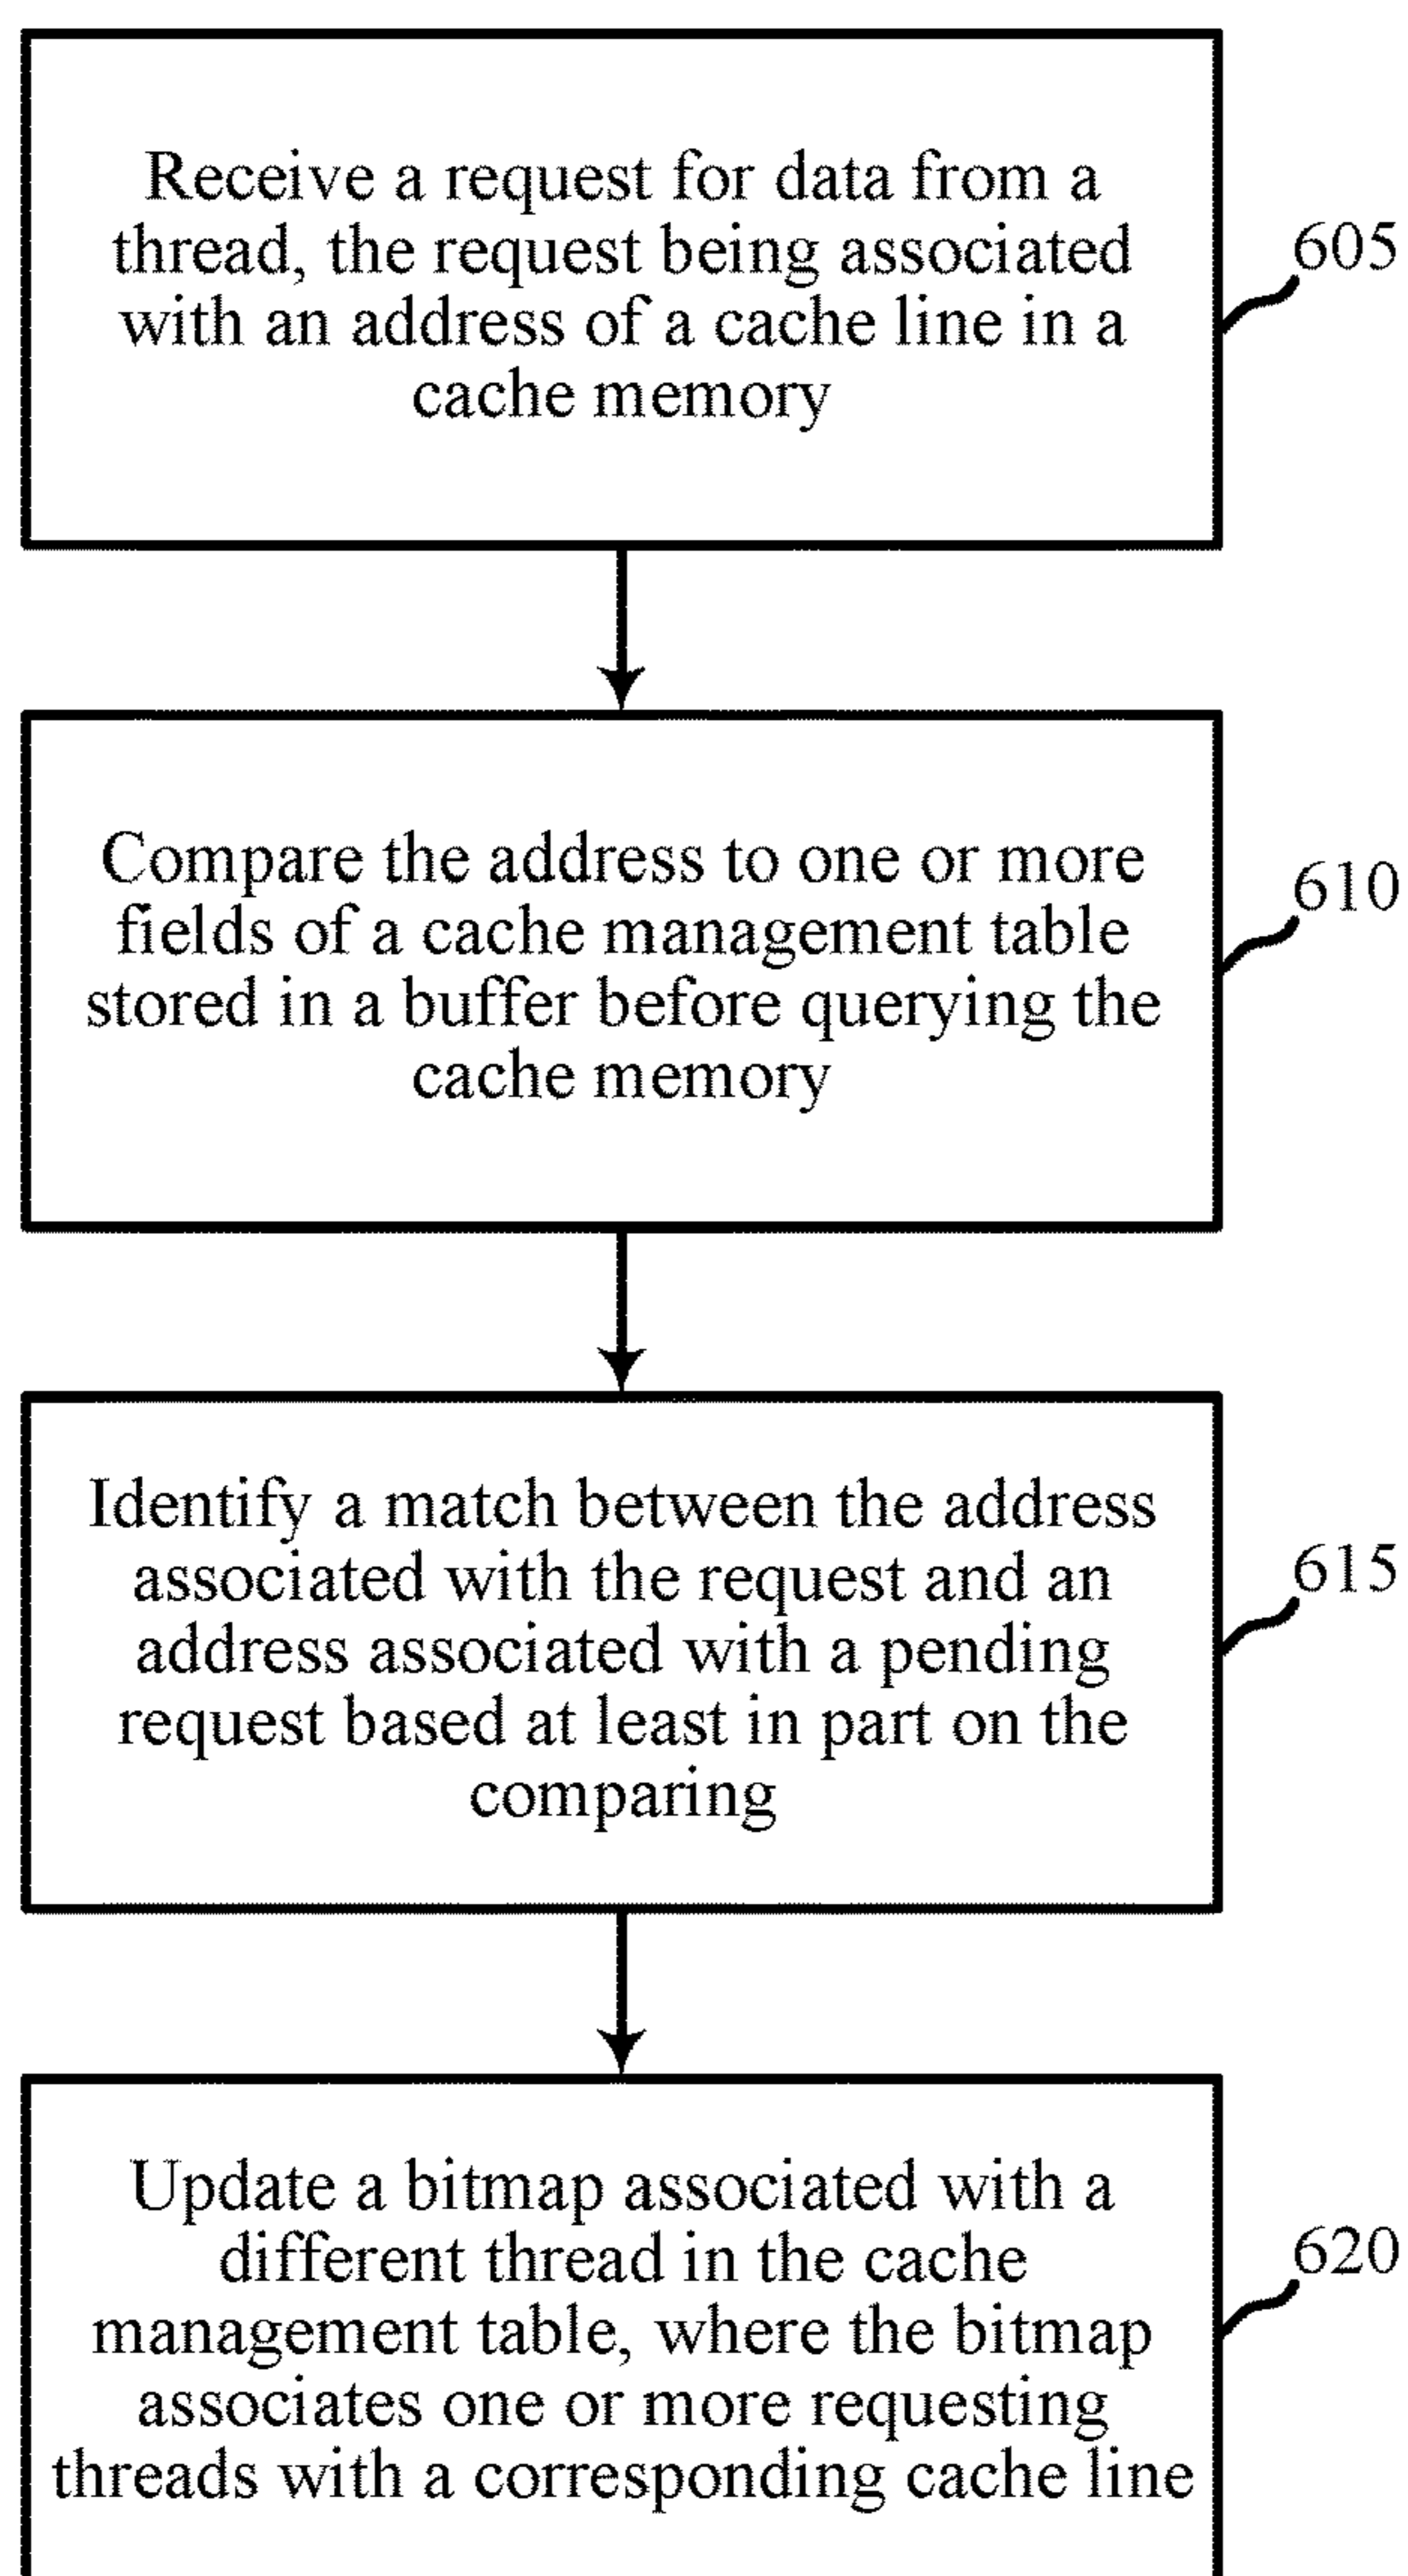 Receive a request for data from a
thread, the request being associated
with an address of a cache line in a
cache memory
605
Compare the address to one or more
fields of a cache management table
stored in a buffer before querying the
cache memory
610
Identify a match between the address
associated with the request and an
address associated with a pending
request based at least in part on the
comparing
615
Update a bitmap associated with a
different thread in the cache
management table, where the bitmap
associates one or more requesting
threads with a corresponding cache line
620